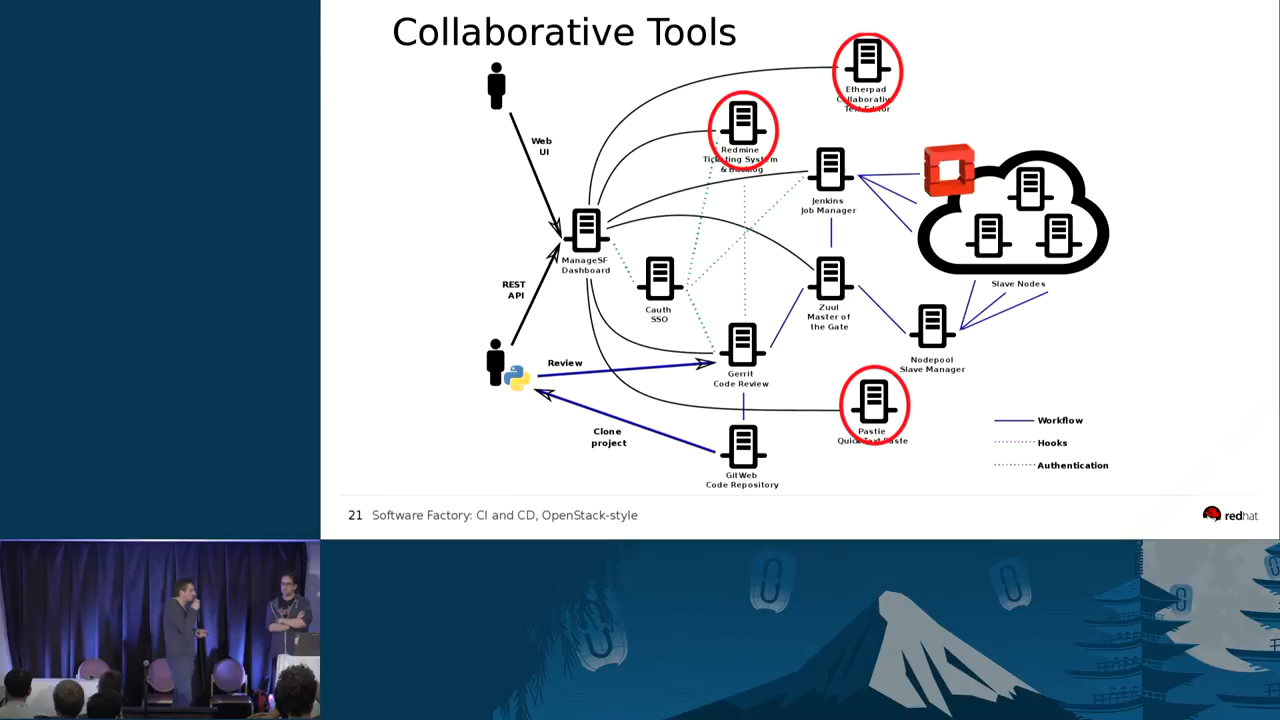 Collaborative Tools
Etherpad
Collaborative
Text Editor
Redmine
Ticketing System
& Backlog
Web
UI
Jenkins
Job Manager
ManageSF
Dashboard
REST
API
Cauth
SSO
Zuul
Master of
the Gate
Slave Nodes
Nodepool
Slave Manager
Review
Gerrit
Code Review
Clone
project
Pastie
Quick Text Paste
GitWeb
Code Repository
Workflow
Hooks
Authentication
21 Software Factory: CI and CD, OpenStack-style
redhat